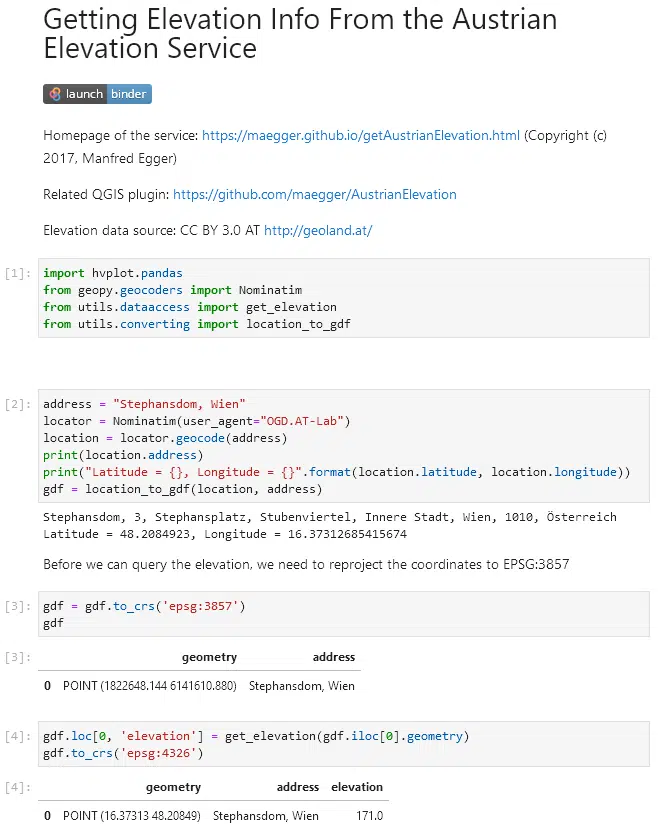 Getting Elevation Info From the Austrian
Elevation Service
launch binder
Homepage of the service: https://maegger.github.io/getAustrianElevation.html (Copyright (c)
2017, Manfred Egger)
Related QGIS plugin: https://github.com/maegger/AustrianElevation
Elevation data source: CC BY 3.0 AT http://geoland.at/
[1]: import hvplot.pandas
from geopy.geocoders import Nominatim
from utils.dataaccess import get_elevation
from utils.converting import location_to_gdf
[2]: address = "Stephansdom, Wien"
locator = Nominatim(user_agent="OGD.AT-Lab")
location = locator.geocode(address)
print(location.address)
print("Latitude = {}, Longitude = {}".format(location.latitude, location.longitude))
gdf = location_to_gdf(location, address)
Stephansdom, 3, Stephansplatz, Stubenviertel, Innere Stadt, Wien, 1010, Österreich
Latitude = 48.2084923, Longitude = 16.37312685415674
Before we can query the elevation, we need to reproject the coordinates to EPSG:3857
[3]: gdf = gdf.to_crs('epsg:3857')
gdf
[3]: geometry address
0 POINT (1822648.144 6141610.880) Stephansdom, Wien
[4]: gdf.loc[0, 'elevation'] = get_elevation(gdf.iloc[0].geometry)
gdf.to_crs('epsg:4326')
[4]: geometry address elevation
0 POINT (16.37313 48.20849) Stephansdom, Wien 171.0